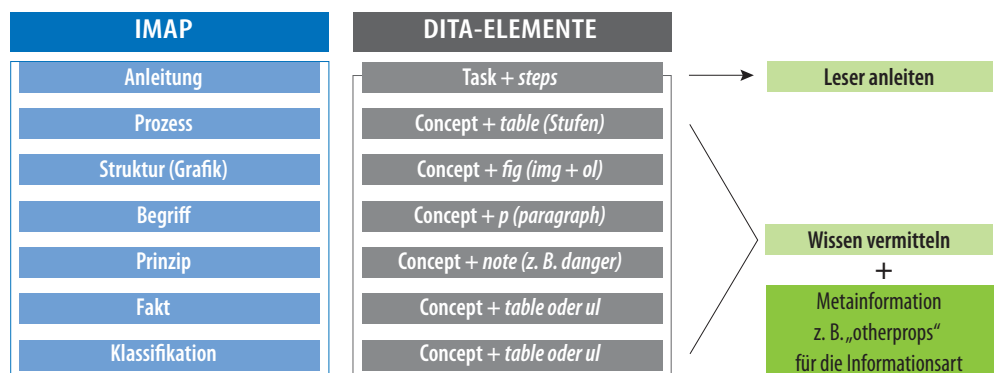 IMAP DITA-ELEMENTE
Anleitung Task + steps Leser anleiten
Prozess Concept + table (Stufen)
Struktur (Grafik) Concept + fig (img + ol)
Begriff Concept + p (paragraph)
Wissen vermitteln
Prinzip Concept + note (z. B. danger)
+
Fakt Concept + table oder ul
Metainformation
z. B. „otherprops“
Klassifikation Concept + table oder ul
für die Informationsart